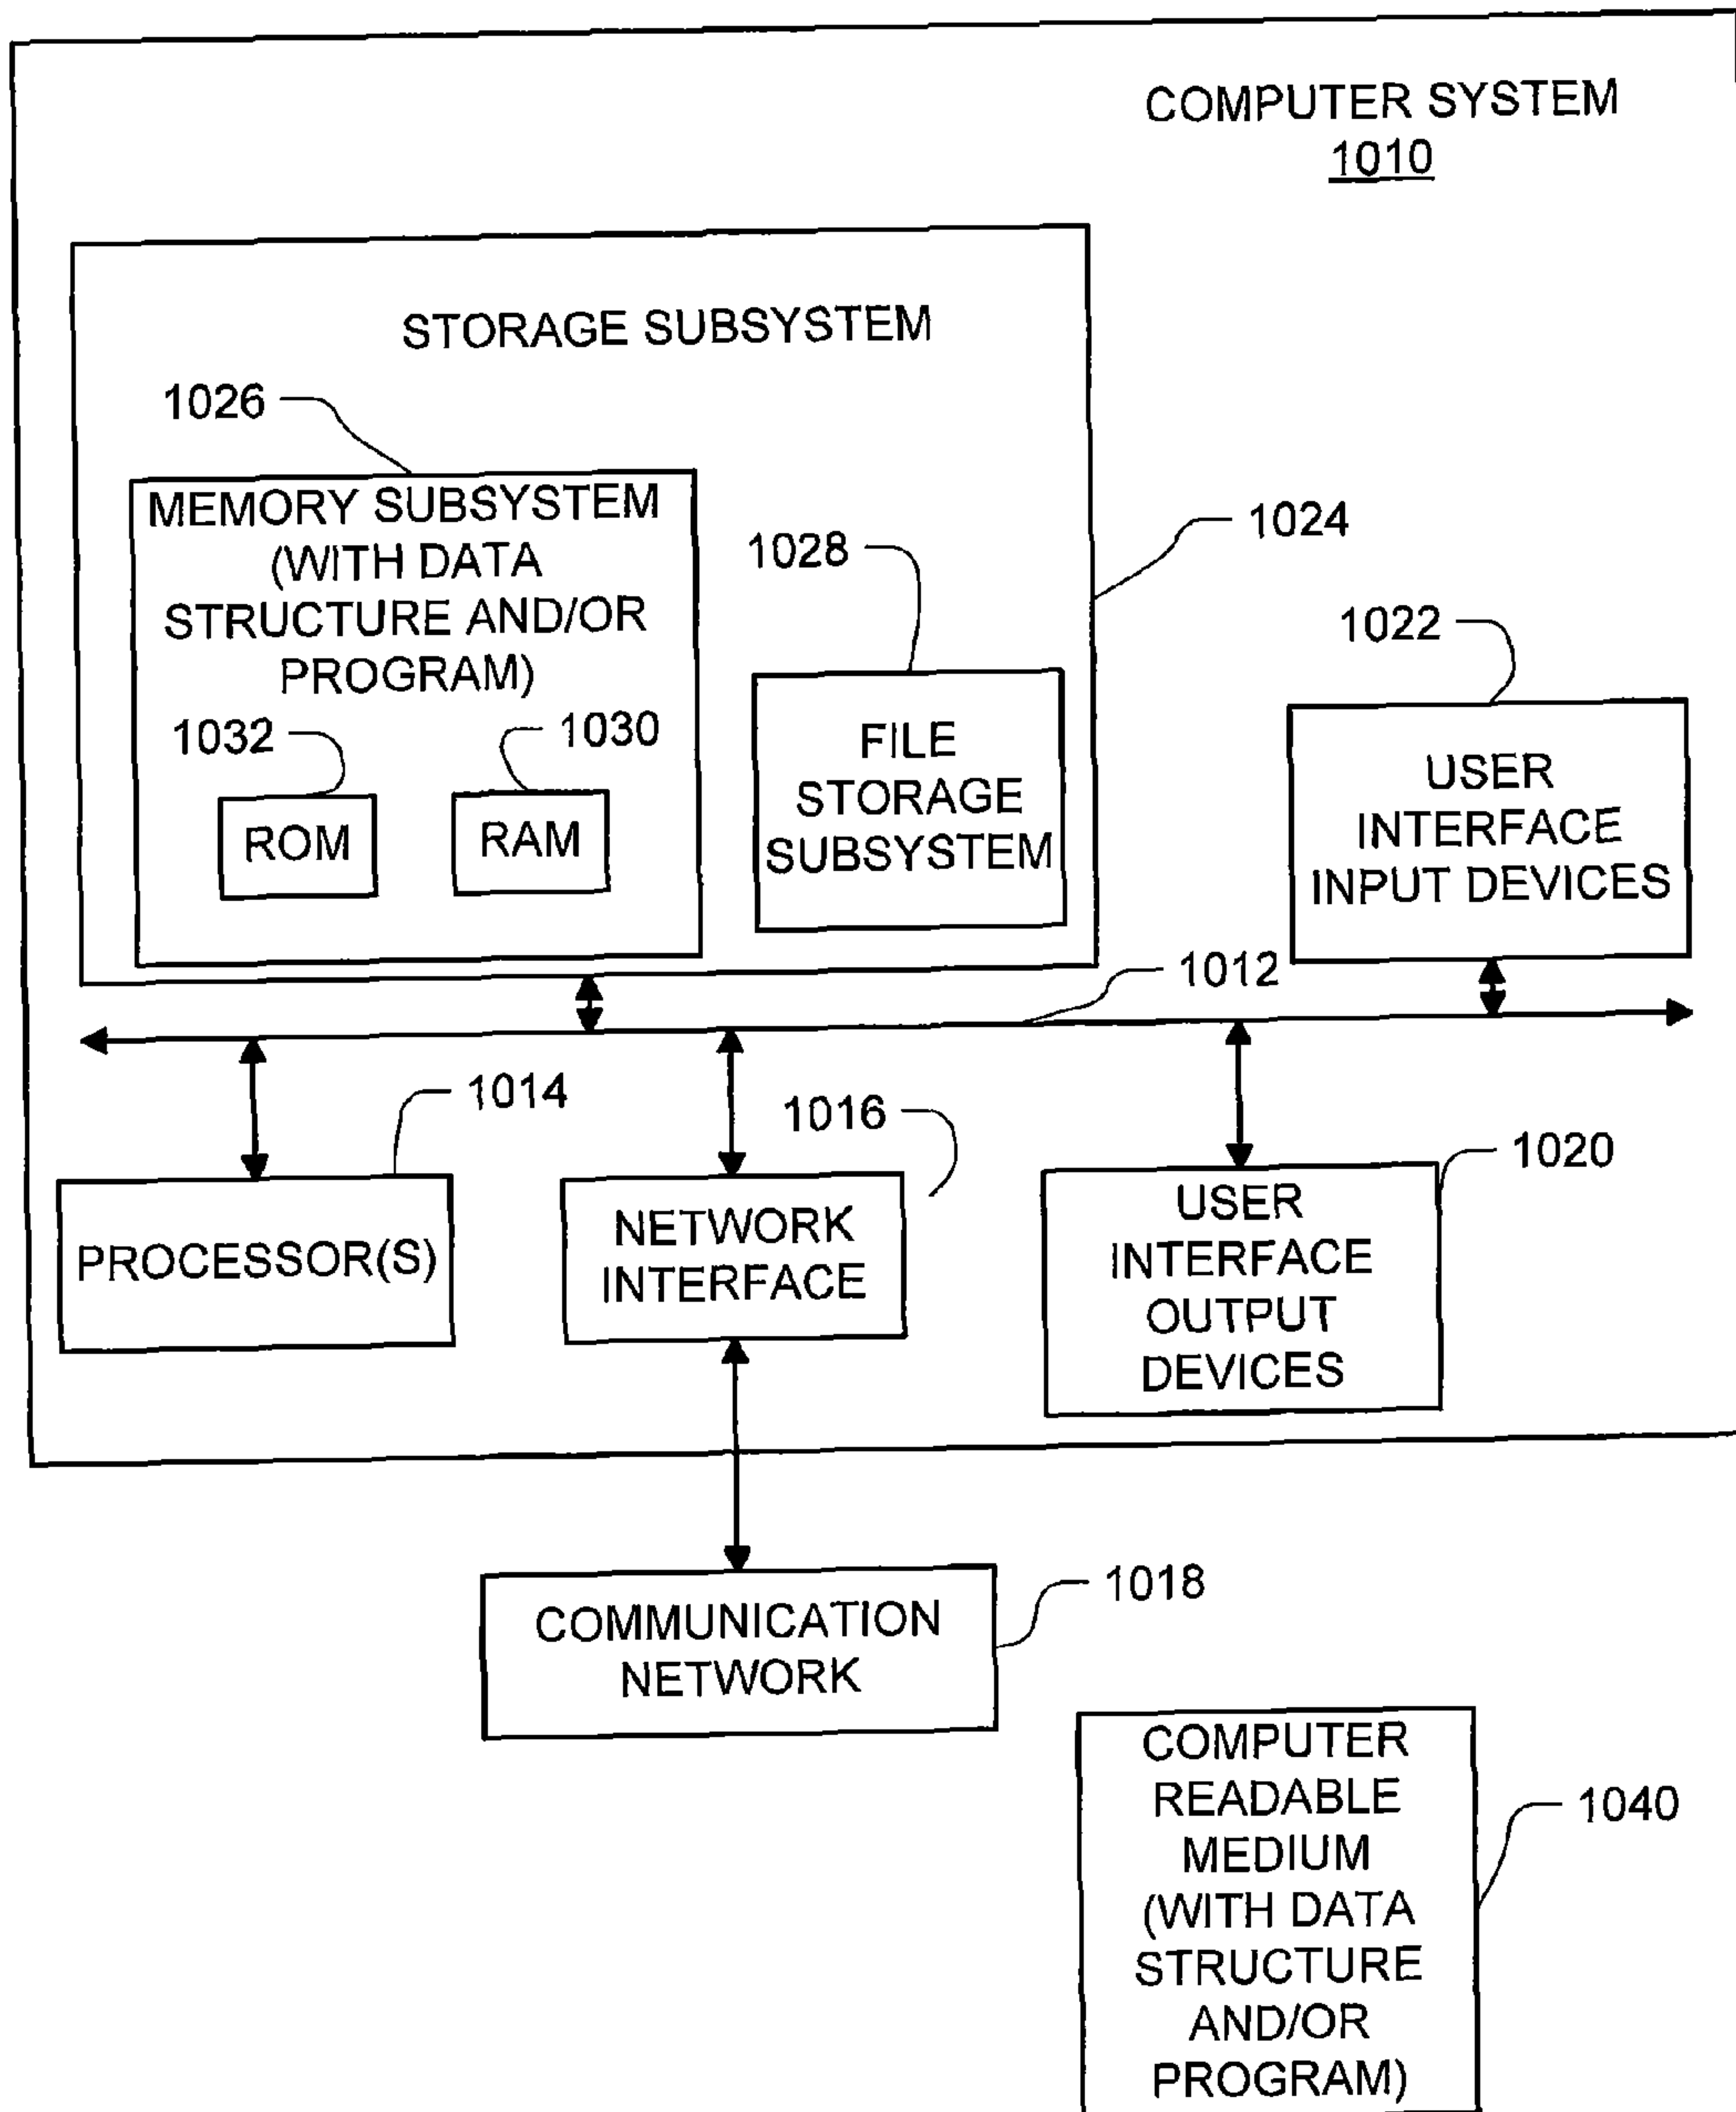 COMPUTER SYSTEM
1010
STORAGE SUBSYSTEM
1026
MEMORY SUBSYSTEM
(WITH DATA
STRUCTURE AND/OR
PROGRAM)
1032
1030
ROM
RAM
1028
FILE
STORAGE
SUBSYSTEM
1024
1022
USER
INTERFACE
INPUT DEVICES
1012
1014
PROCESSOR(S)
1016
NETWORK
INTERFACE
1020
USER
INTERFACE
OUTPUT
DEVICES
COMMUNICATION
NETWORK
1018
COMPUTER
READABLE
MEDIUM
(WITH DATA
STRUCTURE
AND/OR
PROGRAM)
1040